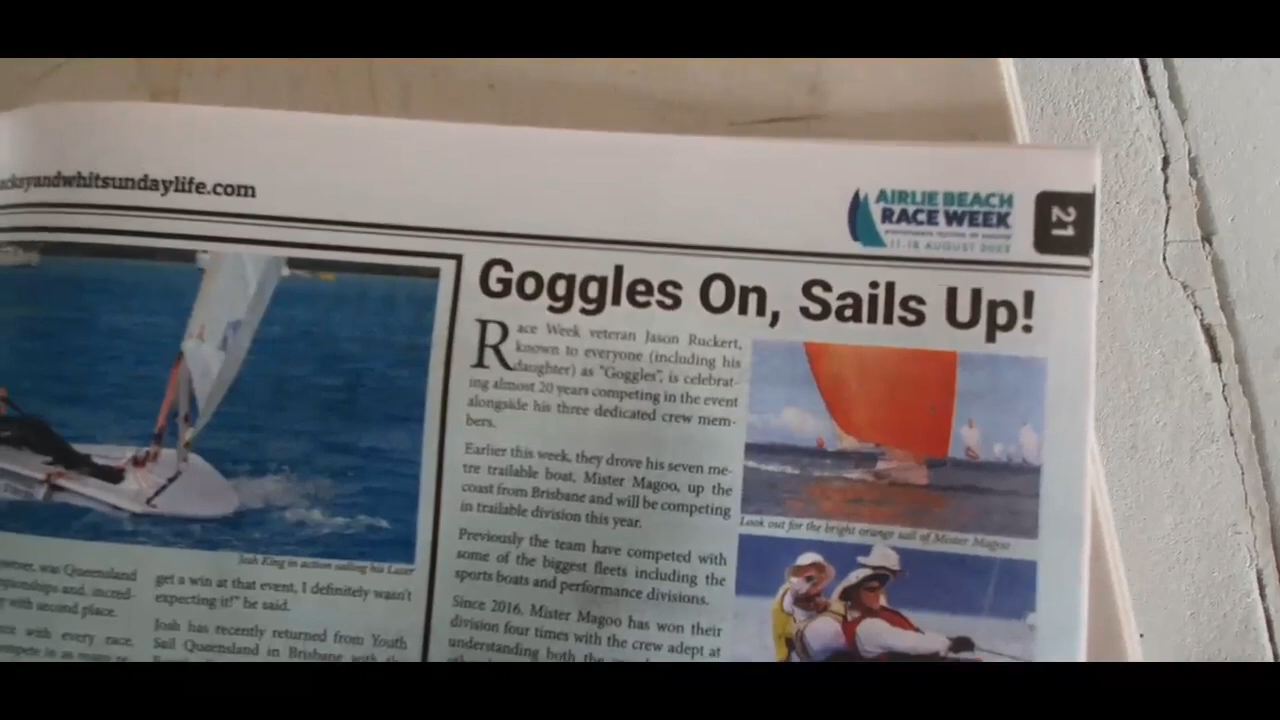 ackayandwhitsundaylife.com
AIRLIE BEACH
RACE WEEK
11-18 AUGUST
21
Josh King in action sailing his Laser
was Queensland
and
with second place.
with every race,
get a win at that event, I definitely wasn't
expecting it!" he said.
Josh has recently returned from Youth
Sail Queensland in Brisbane with
Goggles On, Sails Up!
Race Week veteran Jason Ruckert,
known to everyone (including his
daughter) as "Goggles", is celebrat-
ing almost 20 years competing in the event
alongside his three dedicated crew mem-
bers.
Earlier this week, they drove his seven me-
tre trailable boat, Mister Magoo, up the
coast from Brisbane and will be competing
in trailable division this year.
Previously the team have competed with
some of the biggest fleets including the
sports boats and performance divisions.
Since 2016, Mister Magoo has won their
division four times with the crew adept at
understanding both the
Look out for the bright orange sail of Mister Magoo